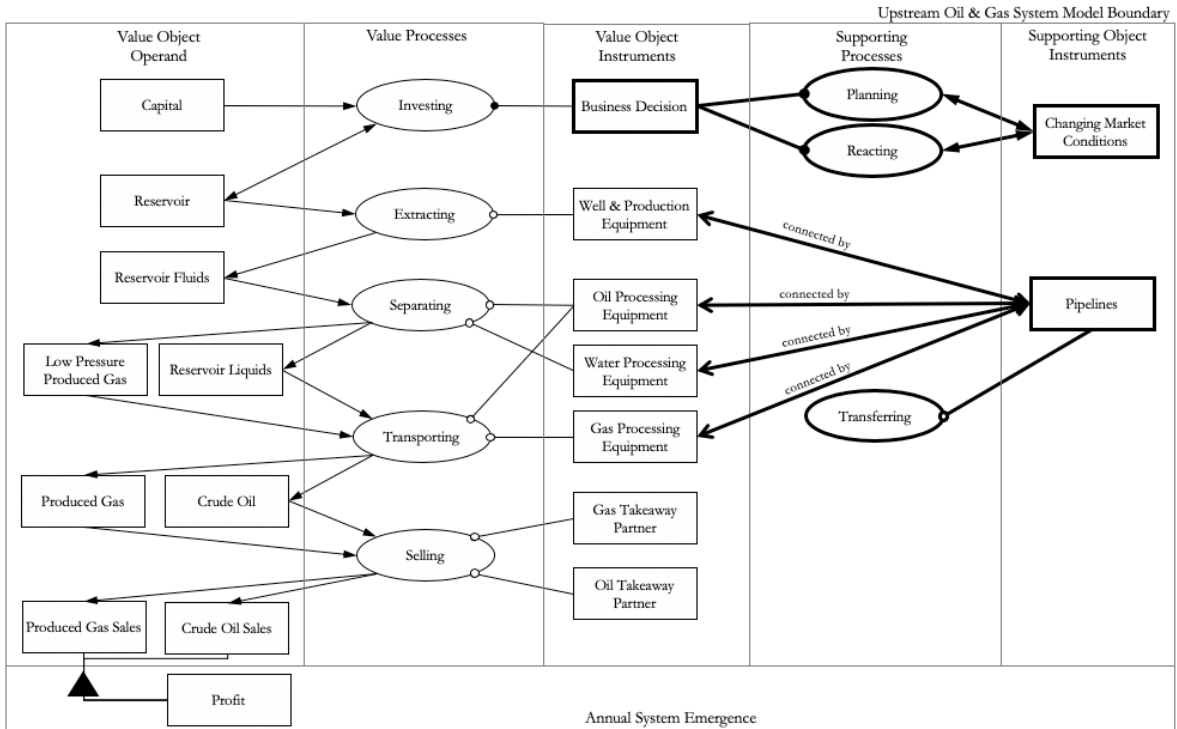 Upstream Oil & Gas System Model Boundary
Value Object
Operand
Value Processes
Value Object
Instruments
Supporting
Processes
Supporting Object
Instruments
Capital
Investing
Business Decision
Planning
Reacting
Changing Market
Conditions
Reservoir
Extracting
Well & Production
Equipment
connected by
Reservoir Fluids
Separating
Oil Processing
Equipment
connected by
Pipelines
Low Pressure
Produced Gas
Reservoir Liquids
Water Processing
Equipment
connected by
connected by
Transporting
Gas Processing
Equipment
Transferring
Produced Gas
Crude Oil
Gas Takeaway
Partner
Selling
Oil Takeaway
Partner
Produced Gas Sales
Crude Oil Sales
Profit
Annual System Emergence